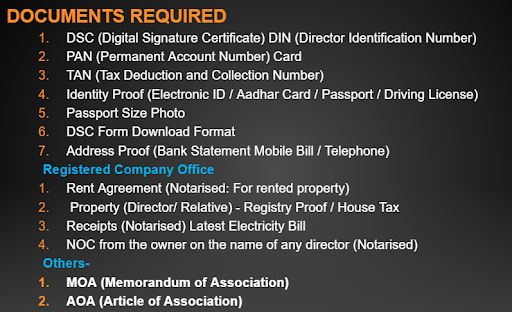 DOCUMENTS REQUIRED
1. DSC (Digital Signature Certificate) DIN (Director Identification Number)
2. PAN (Permanent Account Number) Card
3. TAN (Tax Deduction and Collection Number)
4. Identity Proof (Electronic ID / Aadhar Card / Passport / Driving License)
5. Passport Size Photo
6. DSC Form Download Format
7. Address Proof (Bank Statement Mobile Bill / Telephone)
Registered Company Office
1. Rent Agreement (Notarised: For rented property)
2. Property (Director/ Relative) - Registry Proof / House Tax
3. Receipts (Notarised) Latest Electricity Bill
4. NOC from the owner on the name of any director (Notarised)
Others-
1. MOA (Memorandum of Association)
2. AOA (Article of Association)